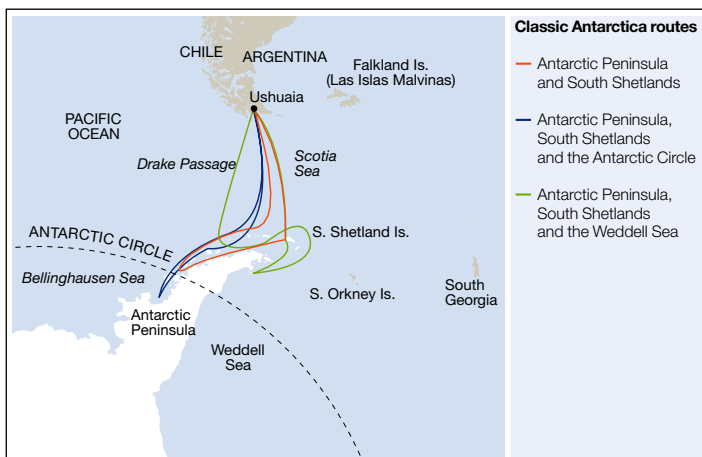 CHILE
ARGENTINA
Falkland Is.
(Las Islas Malvinas)
Ushuaia
PACIFIC
OCEAN
Drake Passage
Scotia
Sea
ANTARCTIC CIRCLE
S. Shetland Is.
Bellinghausen Sea
S. Orkney Is.
South
Georgia
Antarctic
Peninsula
Weddell
Sea
Classic Antarctica routes
Antarctic Peninsula
and South Shetlands
Antarctic Peninsula,
South Shetlands
and the Antarctic Circle
Antarctic Peninsula,
South Shetlands
and the Weddell Sea